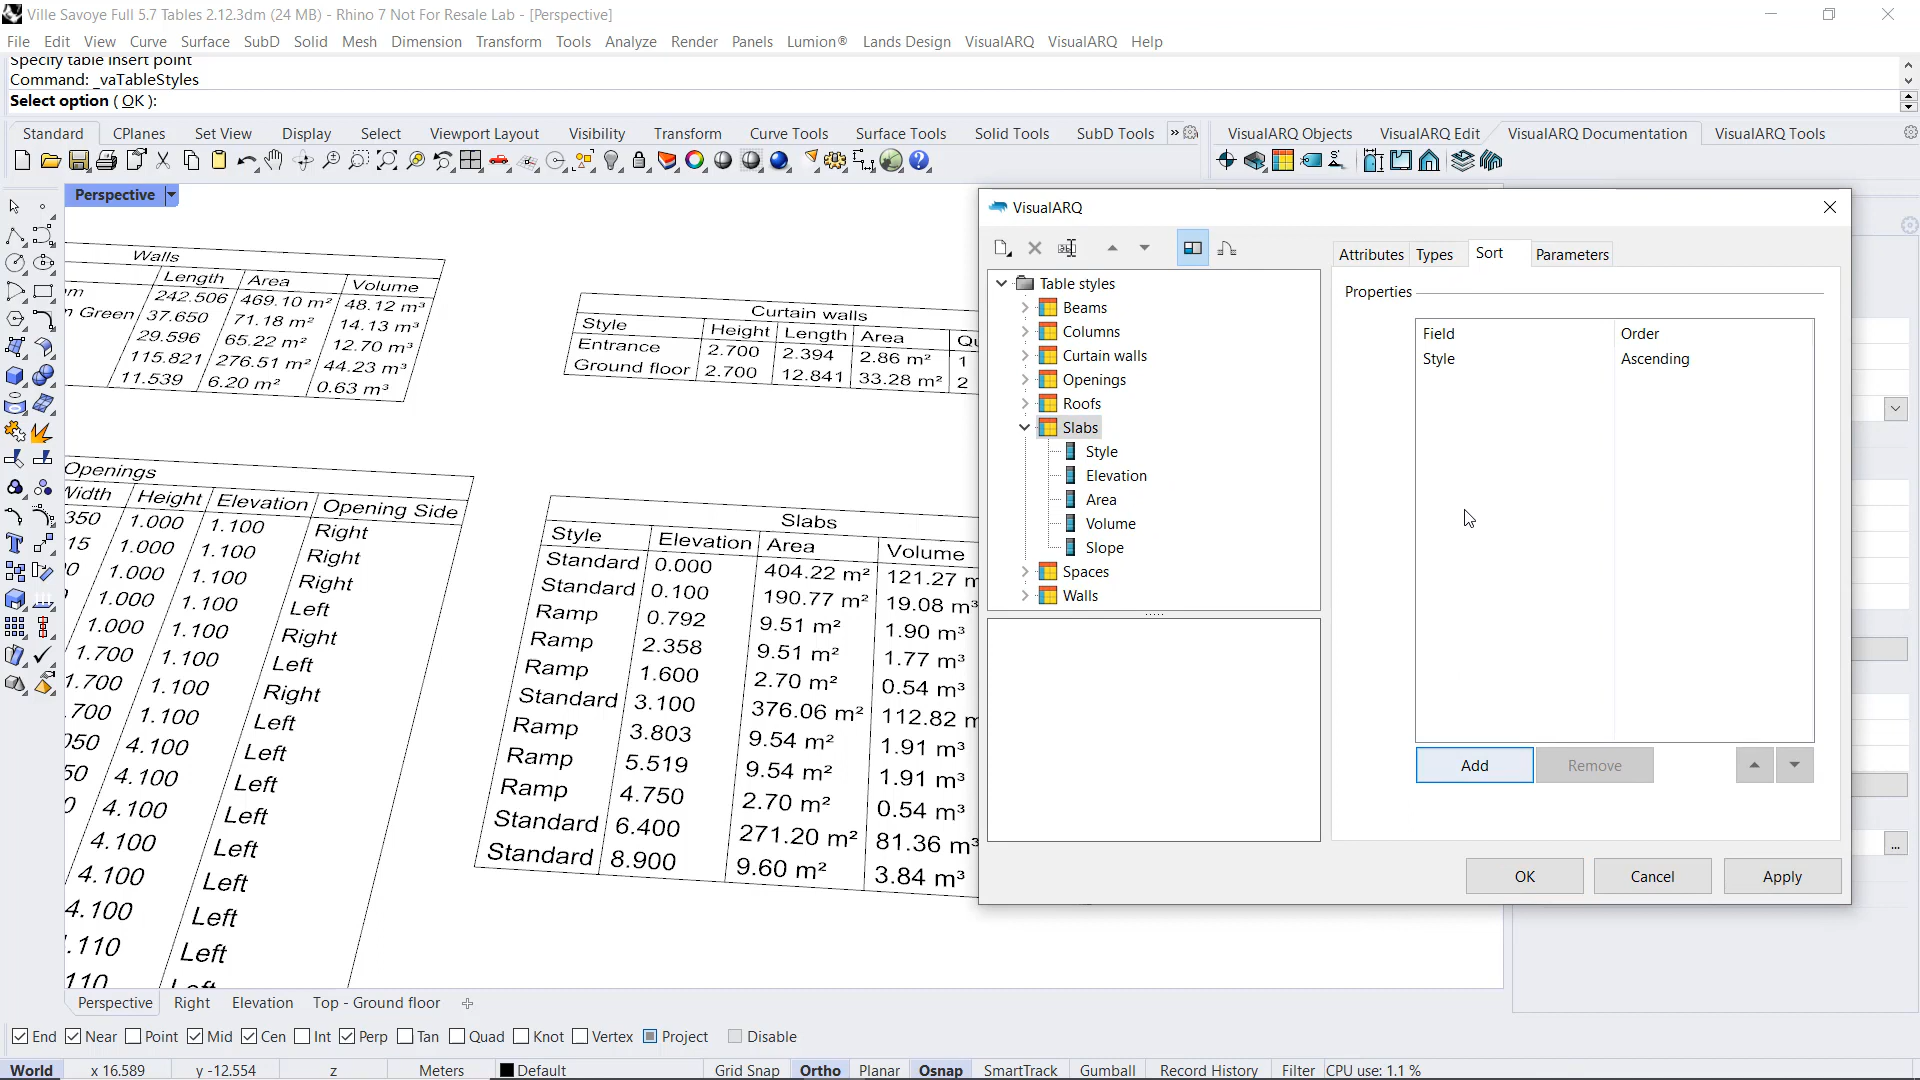 Ville Savoye Full 5.7 Tables 2.12.3dm (24 MB) - Rhino 7 Not For Resale Lab - [Perspective]
File Edit View Curve Surface SubD Solid Mesh Dimension Transform Tools Analyze Render Panels Lumion® Lands Design VisualARQ VisualARQ Help
Specify table insert point
Command: _vaTableStyles
Select option ( OK ):
Standard CPlanes Set View Display Select Viewport Layout Visibility Transform Curve Tools Surface Tools Solid Tools SubD Tools » VisualARQ Objects VisualARQ Edit VisualARQ Documentation VisualARQ Tools
Perspective
Walls
Length Area Volume
242.506 469.10 m² 48.12 m³
Green 37.650 71.18 m² 14.13 m³
29.596 65.22 m² 12.70 m³
115.821 276.51 m² 44.23 m³
11.539 6.20 m² 0.63 m³
Curtain walls
Style Height Length Area
Entrance 2.700 2.394 2.86 m² 1
Ground floor 2.700 12.841 33.28 m² 2
Openings
Width Height Elevation Opening Side
350 1.000 1.100 Right
15 1.000 1.100 Right
0 1.000 1.100 Right
1.000 1.100 Left
1.000 1.100 Right
1.700 1.100 Left
1.700 1.100 Right
.700 1.100 Left
050 4.100 Left
50 4.100 Left
0 4.100 Left
4.100 Left
4.100 Left
4.100 Left
.110 Left
110
Slabs
Style Elevation Area Volume
Standard 0.000 404.22 m² 121.27 m
Standard 0.100 190.77 m² 19.08 m³
Ramp 0.792 9.51 m² 1.90 m³
Ramp 2.358 9.51 m² 1.77 m³
Ramp 1.600 2.70 m² 0.54 m³
Standard 3.100 376.06 m² 112.82 m
Ramp 3.803 9.54 m² 1.91 m³
Ramp 5.519 9.54 m² 1.91 m³
Ramp 4.750 2.70 m² 0.54 m³
Standard 6.400 271.20 m² 81.36 m³
Standard 8.900 9.60 m² 3.84 m³
VisualARQ
Table styles
Beams
Columns
Curtain walls
Openings
Roofs
Slabs
Style
Elevation
Area
Volume
Slope
Spaces
Walls
Attributes Types Sort Parameters
Properties
Field Order
Style Ascending
Add Remove
OK Cancel Apply
...
Perspective Right Elevation Top - Ground floor
End Near Point Mid Cen Int Perp Tan Quad Knot Vertex Project Disable
World x 16.589 y -12.554 z Meters Default Grid Snap Ortho Planar Osnap SmartTrack Gumball Record History Filter CPU use: 1.1 %